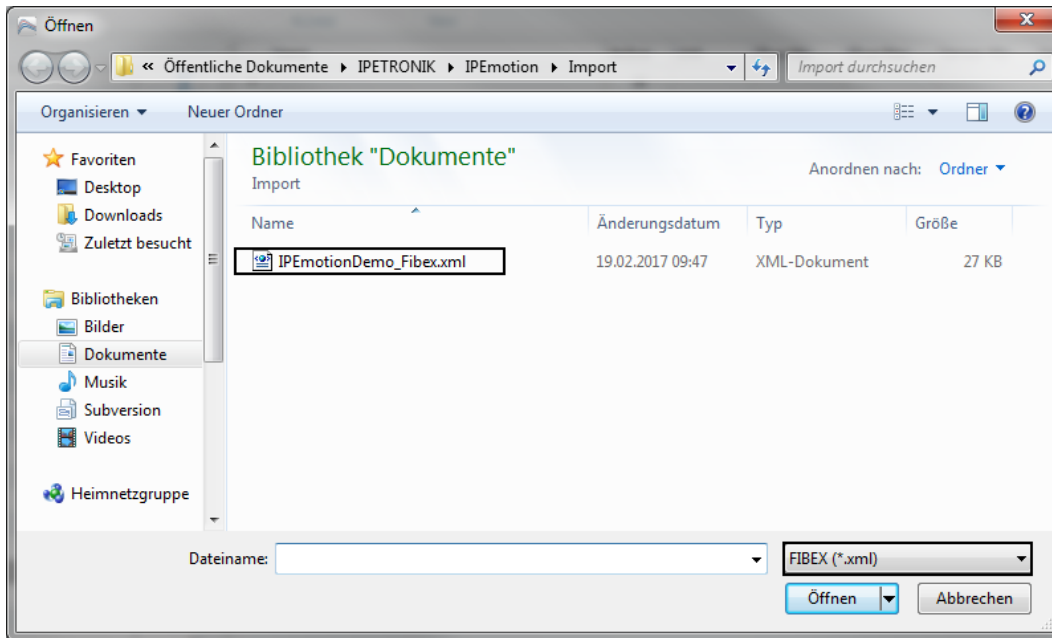 Öffnen
« Öffentliche Dokumente ▸ IPETRONIK ▸ IPEmotion ▸ Import
Import durchsuchen
Organisieren
Neuer Ordner
Favoriten
Desktop
Downloads
Zuletzt besucht
Bibliotheken
Bilder
Dokumente
Musik
Subversion
Videos
Heimnetzgruppe
Bibliothek "Dokumente"
Import
Anordnen nach: Ordner
Name Änderungsdatum Typ Größe
IPEmotionDemo_Fibex.xml 19.02.2017 09:47 XML-Dokument 27 KB
Dateiname:
FIBEX (*.xml)
Öffnen
Abbrechen